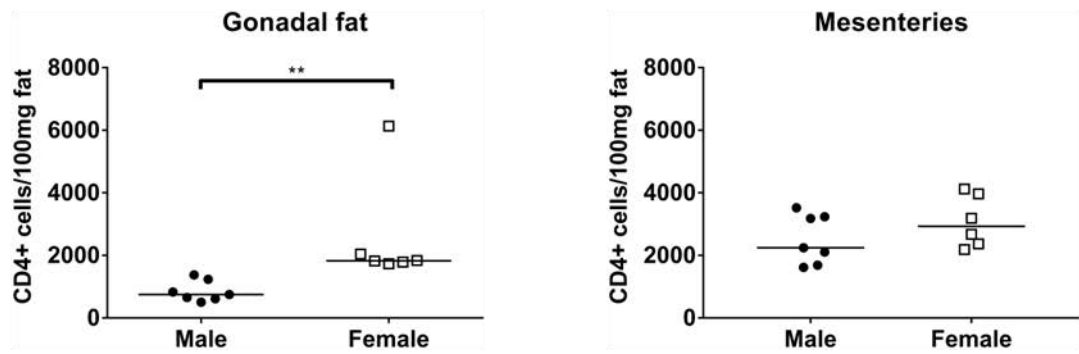 Gonadal fat
CD4+ cells/100mg fat
8000
6000
4000
2000
0
**
Male Female
Mesenteries
CD4+ cells/100mg fat
8000
6000
4000
2000
0
Male Female